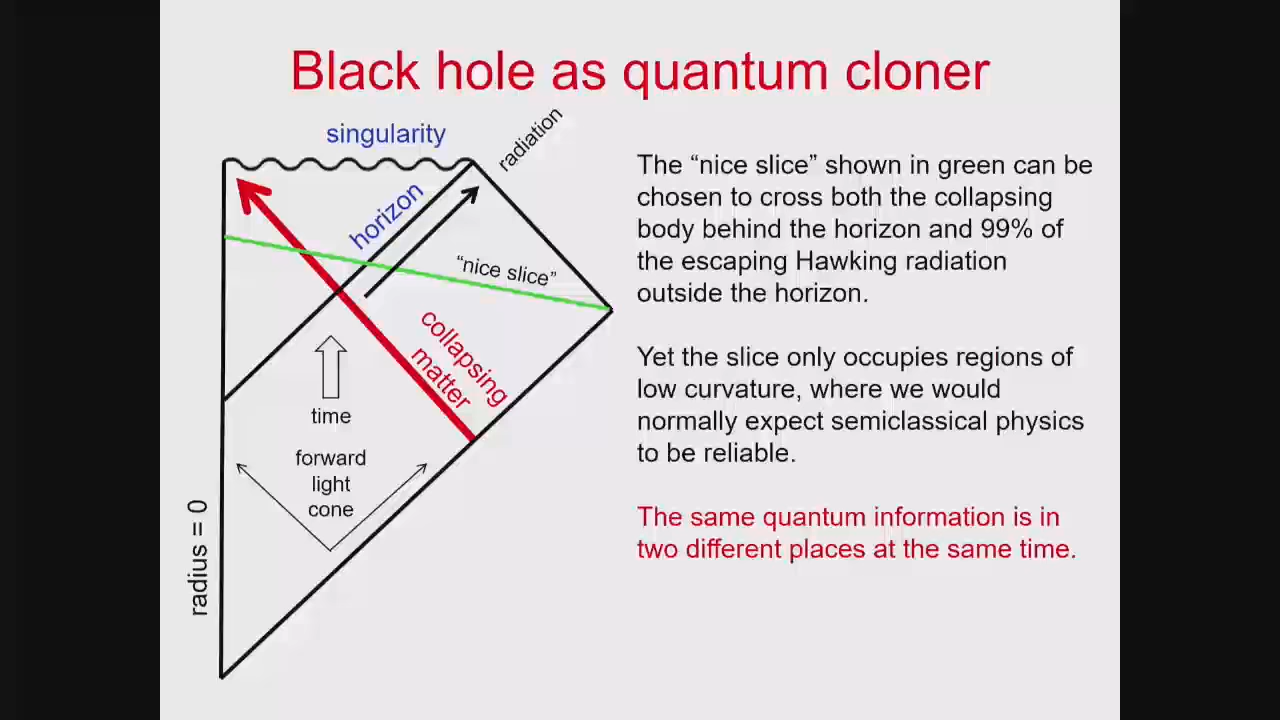 Black hole as quantum cloner
singularity
radiation
horizon
“nice slice”
collapsing
matter
time
forward
light
cone
radius = 0
The “nice slice” shown in green can be
chosen to cross both the collapsing
body behind the horizon and 99% of
the escaping Hawking radiation
outside the horizon.
Yet the slice only occupies regions of
low curvature, where we would
normally expect semiclassical physics
to be reliable.
The same quantum information is in
two different places at the same time.